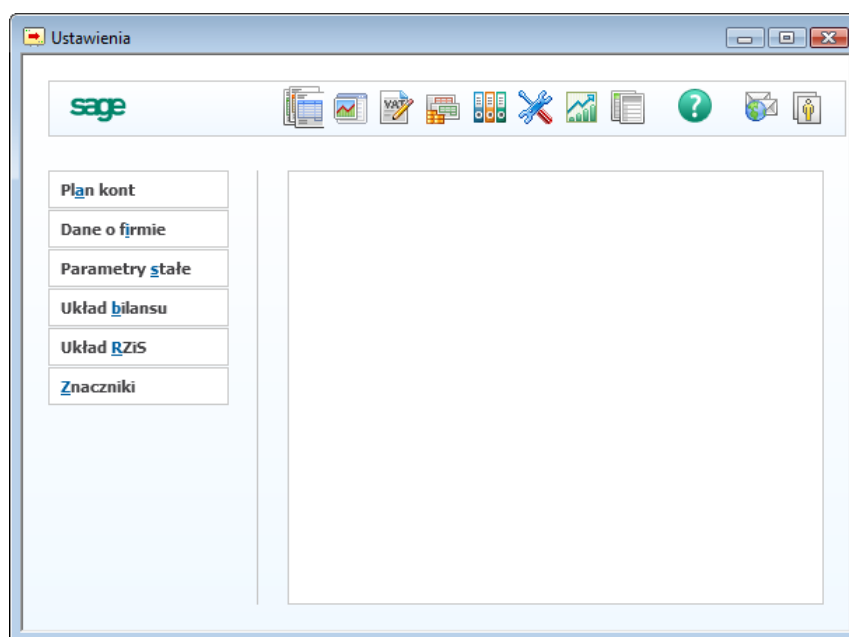 Ustawienia
sage
VAT
?
Plan kont
Dane o firmie
Parametry stałe
Układ bilansu
Układ RZiS
Znaczniki